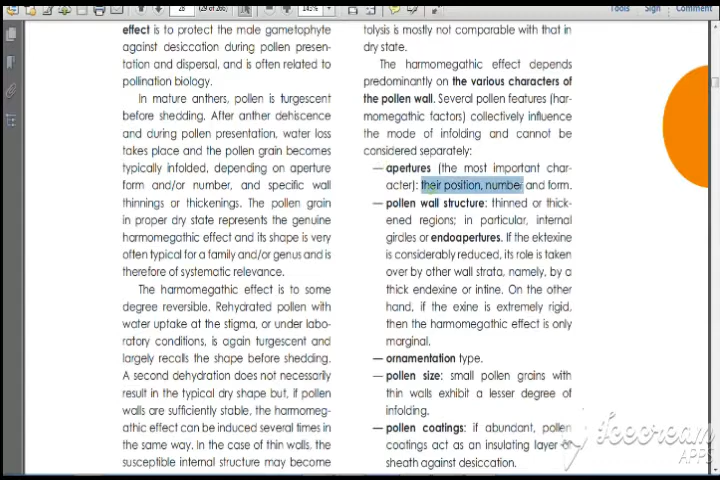 28
(29 of 266)
143%
Tools
Sign
Comment
effect is to protect the male gametophyte
against desiccation during pollen presen-
tation and dispersal, and is often related to
pollination biology.
In mature anthers, pollen is turgescent
before shedding. After anther dehiscence
and during pollen presentation, water loss
takes place and the pollen grain becomes
typically infolded, depending on aperture
form and/or number, and specific wall
thinnings or thickenings. The pollen grain
in proper dry state represents the genuine
harmomegathic effect and its shape is very
often typical for a family and/or genus and is
therefore of systematic relevance.
The harmomegathic effect is to some
degree reversible. Rehydrated pollen with
water uptake at the stigma, or under labo-
ratory conditions, is again turgescent and
largely recalls the shape before shedding.
A second dehydration does not necessarily
result in the typical dry shape but, if pollen
walls are sufficiently stable, the harmomeg-
athic effect can be induced several times in
the same way. In the case of thin walls, the
susceptible internal structure may become
tolysis is mostly not comparable with that in
dry state.
The harmomegathic effect depends
predominantly on the various characters of
the pollen wall. Several pollen features (har-
momegathic factors) collectively influence
the mode of infolding and cannot be
considered separately:
— apertures (the most important char-
acter): their position, number and form.
— pollen wall structure: thinned or thick-
ened regions; in particular, internal
girdles or endoapertures. If the ektexine
is considerably reduced, its role is taken
over by other wall strata, namely, by a
thick endexine or intine. On the other
hand, if the exine is extremely rigid,
then the harmomegathic effect is only
marginal.
— ornamentation type.
— pollen size: small pollen grains with
thin walls exhibit a lesser degree of
infolding.
— pollen coatings: if abundant, pollen
coatings act as an insulating layer or
sheath against desiccation.
Icecream
APPS